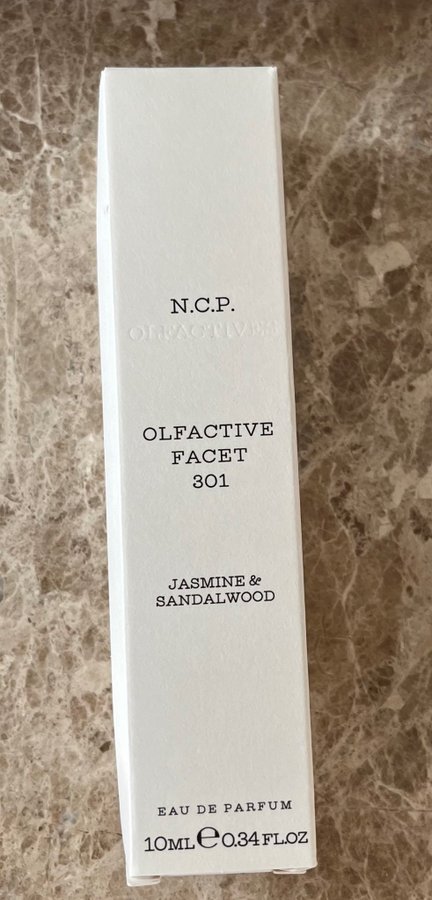 N.C.P.
OLFACTIVES
OLFACTIVE
FACET
301
JASMINE &
SANDALWOOD
EAU DE PARFUM
10ML ℮ 0.34 FL.OZ